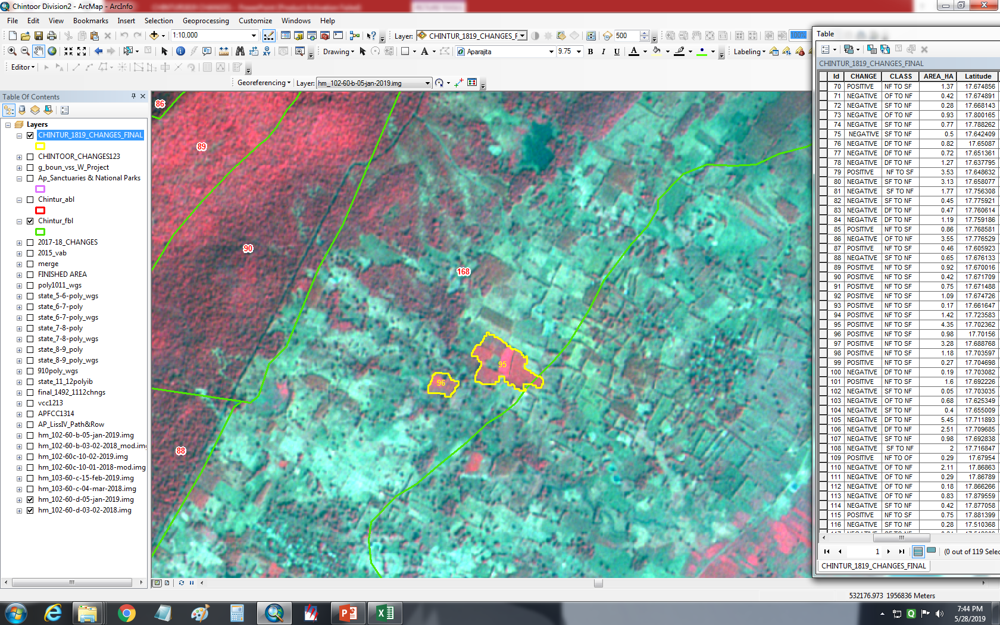 Chintoor Division2 - ArcMap - ArcInfo
File Edit View Bookmarks Insert Selection Geoprocessing Customize Windows Help
1:10,000
Layer: CHINTUR_1819_CHANGES_F
500
100%
Drawing
Aparajita
9.75
B I U A
Labeling
Editor
Georeferencing Layer: hm_102-60-b-05-jan-2019.img
Table Of Contents
Layers
CHINTUR_1819_CHANGES_FINAL
CHINTOOR_CHANGES123
g_boun_vss_W_Project
Ap_Sanctuaries & National Parks
Chintur_abl
Chintur_fbl
2017-18_CHANGES
2015_vab
merge
FINISHED AREA
poly1011_wgs
state_5-6-poly_wgs
state_6-7-poly
state_6-7-poly_wgs
state_7-8-poly
state_7-8-poly_wgs
state_8-9_poly
state_8-9_poly_wgs
910poly_wgs
state_11_12polyib
final_1492_1112chngs
vcc1213
APFCC1314
AP_LissIV_Path&Row
hm_102-60-b-05-jan-2019.img
hm_102-60-b-03-02-2018_mod.im
hm_102-60c-10-02-2019.img
hm_102-60c-10-01-2018-mod.img
hm_103-60-c-15-feb-2019.img
hm_103-60-c-04-mar-2018.img
hm_102-60-d-05-jan-2019.img
hm_102-60-d-03-02-2018.img
86
89
90
168
95
96
88
Table
CHINTUR_1819_CHANGES_FINAL
Id CHANGE CLASS AREA_HA Latitude
70 POSITIVE NF TO SF 1.37 17.674856
71 NEGATIVE OF TO NF 0.42 17.674891
72 NEGATIVE SF TO NF 0.28 17.668143
73 NEGATIVE OF TO NF 0.93 17.800165
74 NEGATIVE SF TO NF 0.77 17.788262
75 NEGATIVE SF TO NF 0.5 17.642409
76 NEGATIVE DF TO NF 0.82 17.65087
77 NEGATIVE DF TO NF 0.72 17.651361
78 NEGATIVE DF TO NF 1.27 17.637795
79 POSITIVE NF TO SF 3.53 17.648632
80 NEGATIVE SF TO NF 3.13 17.658077
81 NEGATIVE SF TO NF 1.77 17.756308
82 NEGATIVE SF TO NF 0.45 17.775921
83 NEGATIVE DF TO NF 0.47 17.760614
84 NEGATIVE DF TO NF 1.19 17.759186
85 POSITIVE NF TO SF 0.86 17.768581
86 NEGATIVE OF TO NF 3.55 17.776529
87 POSITIVE NF TO SF 0.46 17.605923
88 NEGATIVE SF TO NF 0.65 17.676133
89 POSITIVE NF TO SF 0.92 17.670016
90 POSITIVE NF TO SF 0.42 17.671709
91 POSITIVE NF TO SF 0.75 17.671488
92 POSITIVE NF TO SF 1.09 17.674726
93 POSITIVE NF TO SF 0.17 17.661647
94 POSITIVE NF TO SF 1.42 17.723583
95 POSITIVE NF TO SF 4.35 17.702362
96 POSITIVE NF TO SF 0.98 17.70156
97 POSITIVE NF TO SF 3.28 17.688768
98 POSITIVE NF TO SF 1.18 17.703597
99 POSITIVE NF TO SF 0.27 17.704698
100 NEGATIVE DF TO NF 0.19 17.703082
101 POSITIVE NF TO SF 1.6 17.692226
102 NEGATIVE SF TO NF 0.05 17.703035
103 NEGATIVE OF TO NF 0.68 17.625349
104 NEGATIVE SF TO NF 0.4 17.655009
105 NEGATIVE DF TO NF 5.45 17.711893
106 NEGATIVE DF TO NF 2.51 17.709685
107 NEGATIVE SF TO NF 0.98 17.692838
108 NEGATIVE SF TO NF 2 17.716847
109 POSITIVE NF TO OF 0.29 17.67954
110 NEGATIVE OF TO NF 2.11 17.86863
111 NEGATIVE OF TO NF 0.29 17.86789
112 NEGATIVE OF TO NF 0.18 17.866266
113 NEGATIVE OF TO NF 0.83 17.879559
114 NEGATIVE SF TO NF 0.42 17.877058
115 POSITIVE NF TO SF 0.75 17.881399
116 NEGATIVE SF TO NF 0.28 17.510368
1 (0 out of 119 Selec
CHINTUR_1819_CHANGES_FINAL
532176.973 1956836 Meters
7:44 PM
5/28/2019